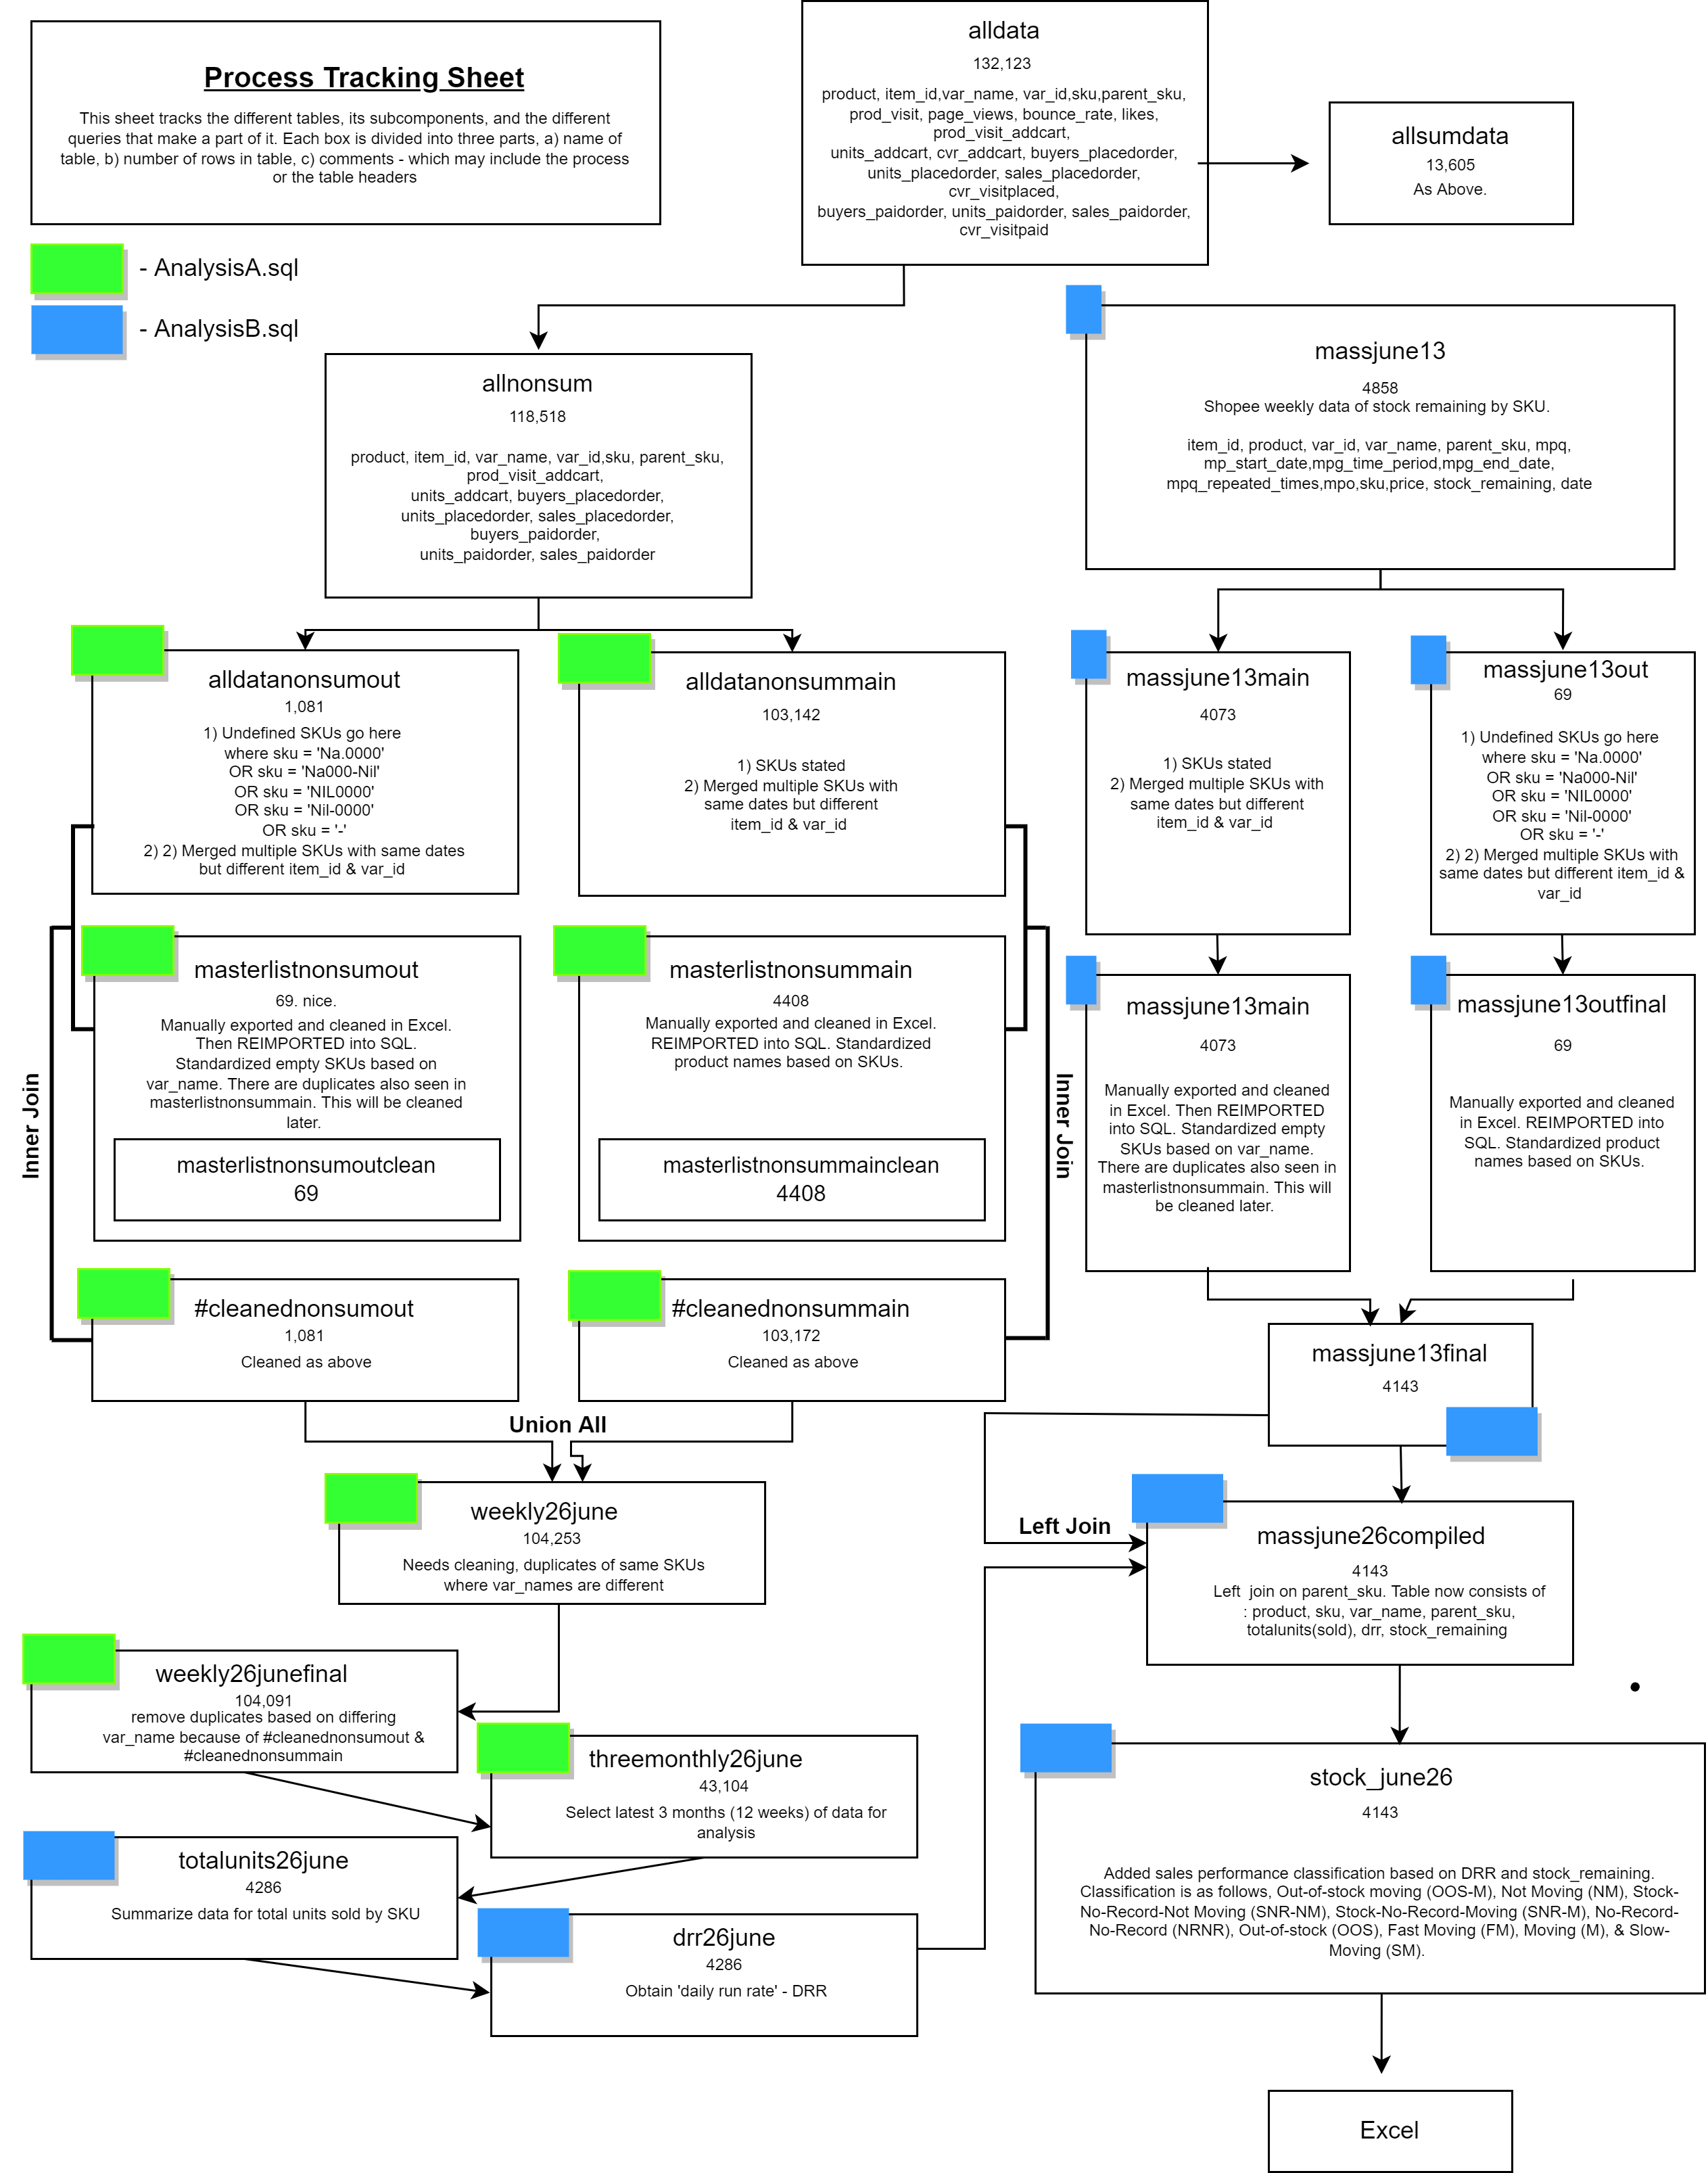 Process Tracking Sheet
This sheet tracks the different tables, its subcomponents, and the different
queries that make a part of it. Each box is divided into three parts, a) name of
table, b) number of rows in table, c) comments - which may include the process
or the table headers
- AnalysisA.sql
- AnalysisB.sql
alldata
132,123
product, item_id,var_name, var_id,sku,parent_sku,
prod_visit, page_views, bounce_rate, likes,
prod_visit_addcart,
units_addcart, cvr_addcart, buyers_placedorder,
units_placedorder, sales_placedorder,
cvr_visitplaced,
buyers_paidorder, units_paidorder, sales_paidorder,
cvr_visitpaid
allsumdata
13,605
As Above.
allnonsum
118,518
product, item_id, var_name, var_id,sku, parent_sku,
prod_visit_addcart,
units_addcart, buyers_placedorder,
units_placedorder, sales_placedorder,
buyers_paidorder,
units_paidorder, sales_paidorder
massjune13
4858
Shopee weekly data of stock remaining by SKU.
item_id, product, var_id, var_name, parent_sku, mpq,
mp_start_date,mpg_time_period,mpg_end_date,
mpq_repeated_times,mpo,sku,price, stock_remaining, date
alldatanonsumout
1,081
1) Undefined SKUs go here
where sku = 'Na.0000'
OR sku = 'Na000-Nil'
OR sku = 'NIL0000'
OR sku = 'Nil-0000'
OR sku = '-'
2) 2) Merged multiple SKUs with same dates
but different item_id & var_id
alldatanonsummain
103,142
1) SKUs stated
2) Merged multiple SKUs with
same dates but different
item_id & var_id
massjune13main
4073
1) SKUs stated
2) Merged multiple SKUs with
same dates but different
item_id & var_id
massjune13out
69
1) Undefined SKUs go here
where sku = 'Na.0000'
OR sku = 'Na000-Nil'
OR sku = 'NIL0000'
OR sku = 'Nil-0000'
OR sku = '-'
2) 2) Merged multiple SKUs with
same dates but different item_id &
var_id
Inner Join
masterlistnonsumout
69. nice.
Manually exported and cleaned in Excel.
Then REIMPORTED into SQL.
Standardized empty SKUs based on
var_name. There are duplicates also seen in
masterlistnonsummain. This will be cleaned
later.
masterlistnonsumoutclean
69
masterlistnonsummain
4408
Manually exported and cleaned in Excel.
REIMPORTED into SQL. Standardized
product names based on SKUs.
masterlistnonsummainclean
4408
Inner Join
massjune13main
4073
Manually exported and cleaned
in Excel. Then REIMPORTED
into SQL. Standardized empty
SKUs based on var_name.
There are duplicates also seen in
masterlistnonsummain. This will
be cleaned later.
massjune13outfinal
69
Manually exported and cleaned
in Excel. REIMPORTED into
SQL. Standardized product
names based on SKUs.
#cleanednonsumout
1,081
Cleaned as above
#cleanednonsummain
103,172
Cleaned as above
massjune13final
4143
Union All
weekly26june
104,253
Needs cleaning, duplicates of same SKUs
where var_names are different
Left Join
massjune26compiled
4143
Left join on parent_sku. Table now consists of
: product, sku, var_name, parent_sku,
totalunits(sold), drr, stock_remaining
weekly26junefinal
104,091
remove duplicates based on differing
var_name because of #cleanednonsumout &
#cleanednonsummain
threemonthly26june
43,104
Select latest 3 months (12 weeks) of data for
analysis
stock_june26
4143
Added sales performance classification based on DRR and stock_remaining.
Classification is as follows, Out-of-stock moving (OOS-M), Not Moving (NM), Stock-
No-Record-Not Moving (SNR-NM), Stock-No-Record-Moving (SNR-M), No-Record-
No-Record (NRNR), Out-of-stock (OOS), Fast Moving (FM), Moving (M), & Slow-
Moving (SM).
totalunits26june
4286
Summarize data for total units sold by SKU
drr26june
4286
Obtain 'daily run rate' - DRR
Excel